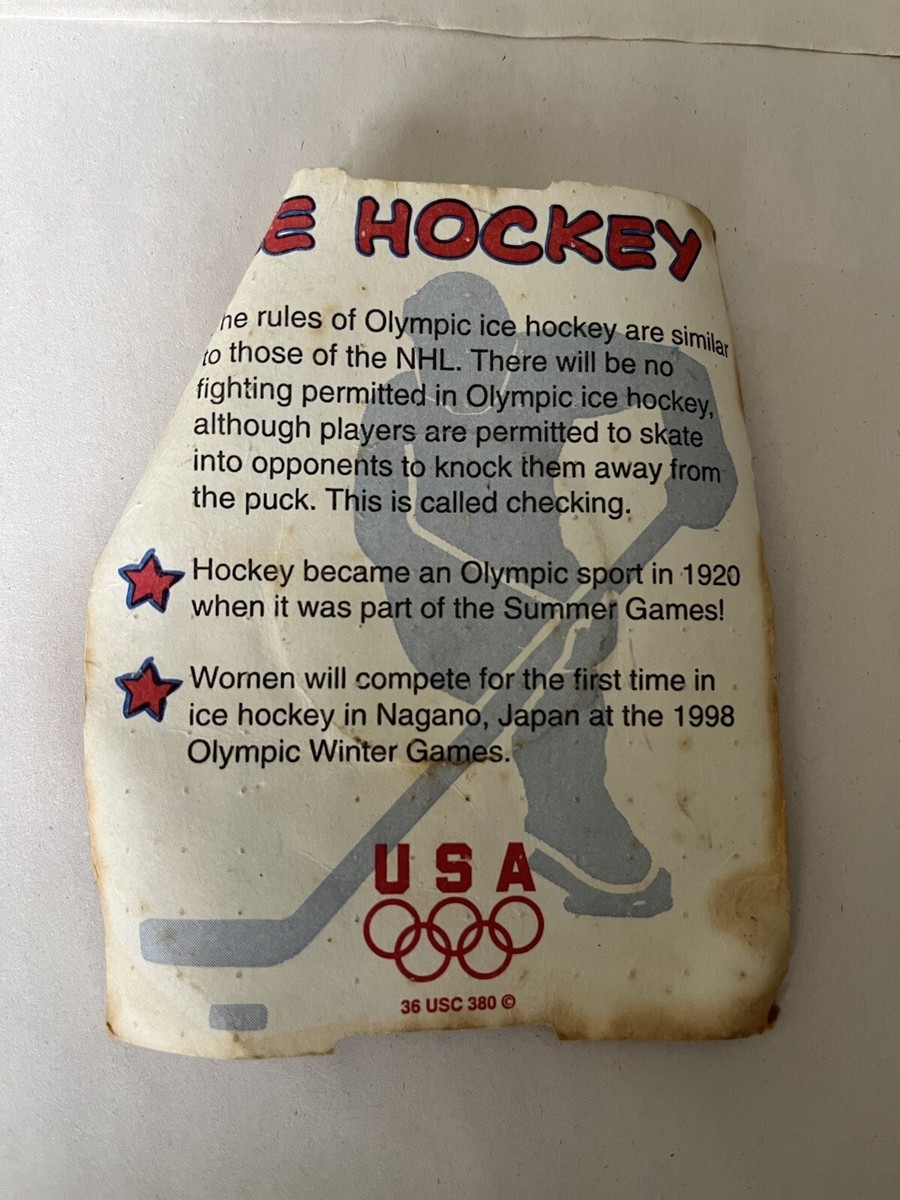 E HOCKEY
he rules of Olympic ice hockey are similar
to those of the NHL. There will be no
fighting permitted in Olympic ice hockey,
although players are permitted to skate
into opponents to knock them away from
the puck. This is called checking.
Hockey became an Olympic sport in 1920
when it was part of the Summer Games!
Women will compete for the first time in
ice hockey in Nagano, Japan at the 1998
Olympic Winter Games.
USA
36 USC 380 ©